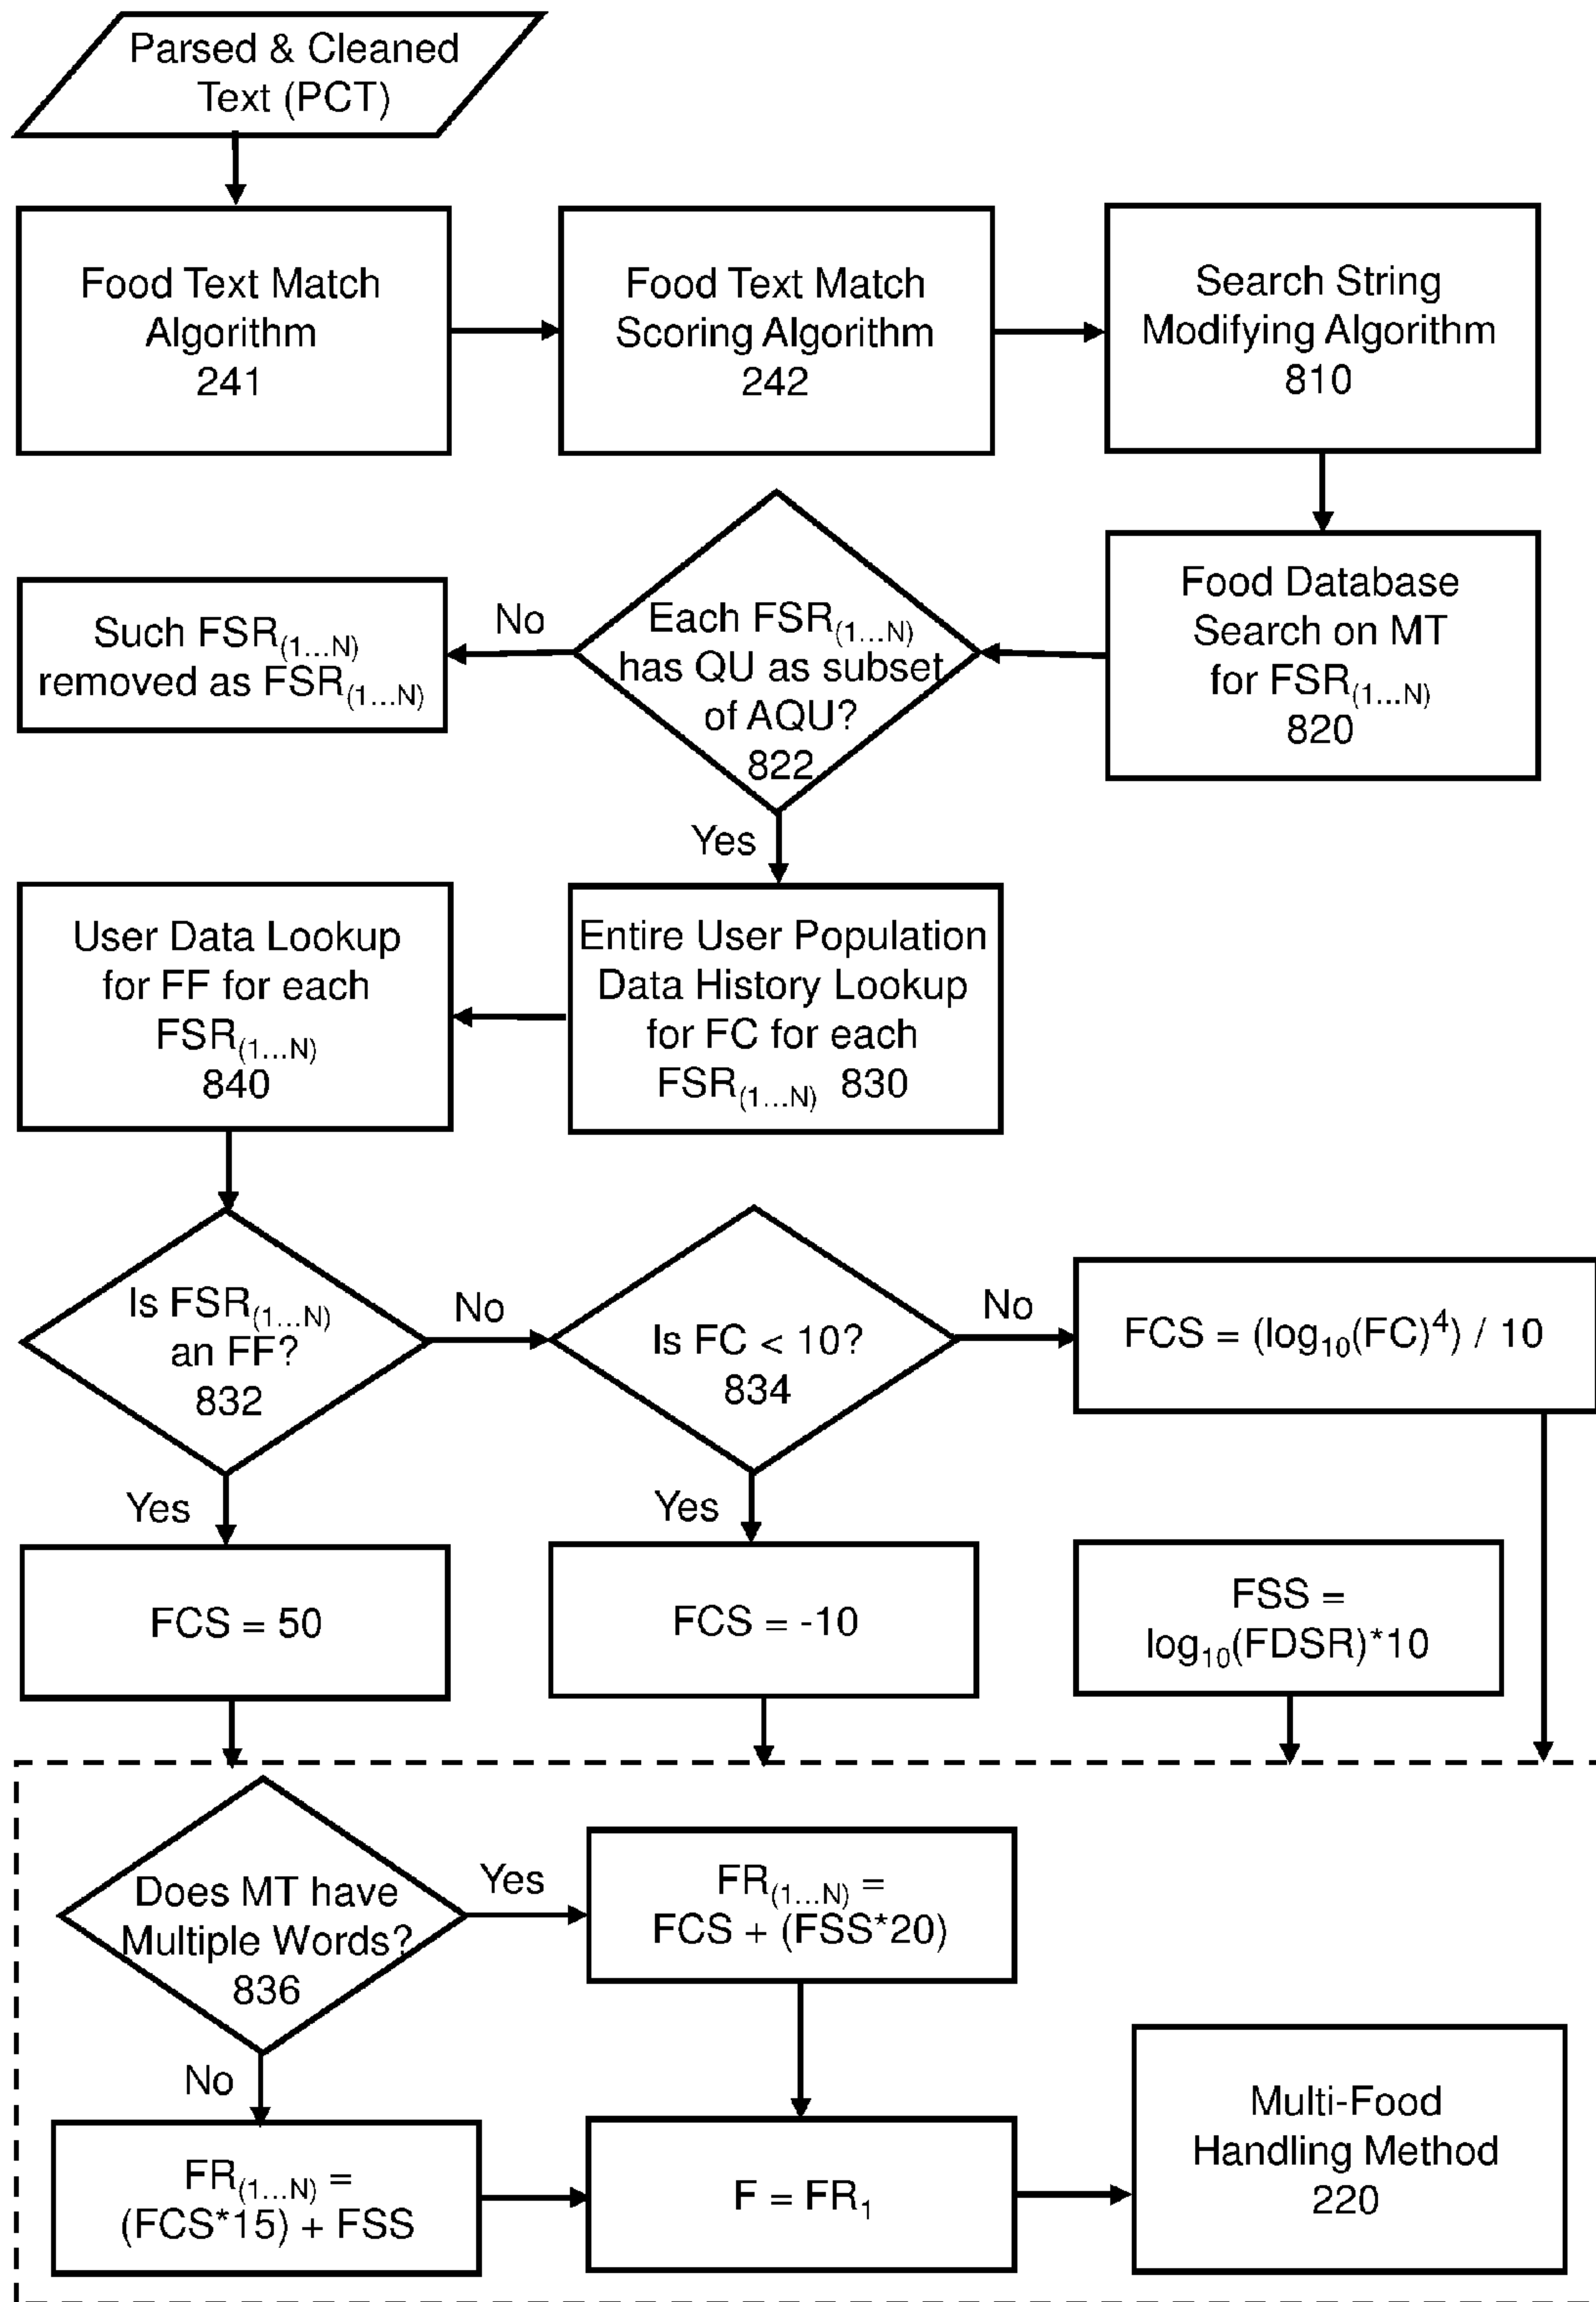 Parsed & Cleaned
Text (PCT)
Food Text Match
Algorithm
241
Food Text Match
Scoring Algorithm
242
Search String
Modifying Algorithm
810
Food Database
Search on MT
for FSR(1...N)
820
Each FSR(1...N)
has QU as subset
of AQU?
822
No
Such FSR(1...N)
removed as FSR(1...N)
Yes
Entire User Population
Data History Lookup
for FC for each
FSR(1...N) 830
User Data Lookup
for FF for each
FSR(1...N)
840
Is FSR(1...N)
an FF?
832
No
Is FC < 10?
834
No
FCS = (log10(FC)^4) / 10
Yes
FCS = 50
Yes
FCS = -10
FSS =
log10(FDSR)*10
Does MT have
Multiple Words?
836
Yes
FR(1...N) =
FCS + (FSS*20)
No
FR(1...N) =
(FCS*15) + FSS
F = FR1
Multi-Food
Handling Method
220